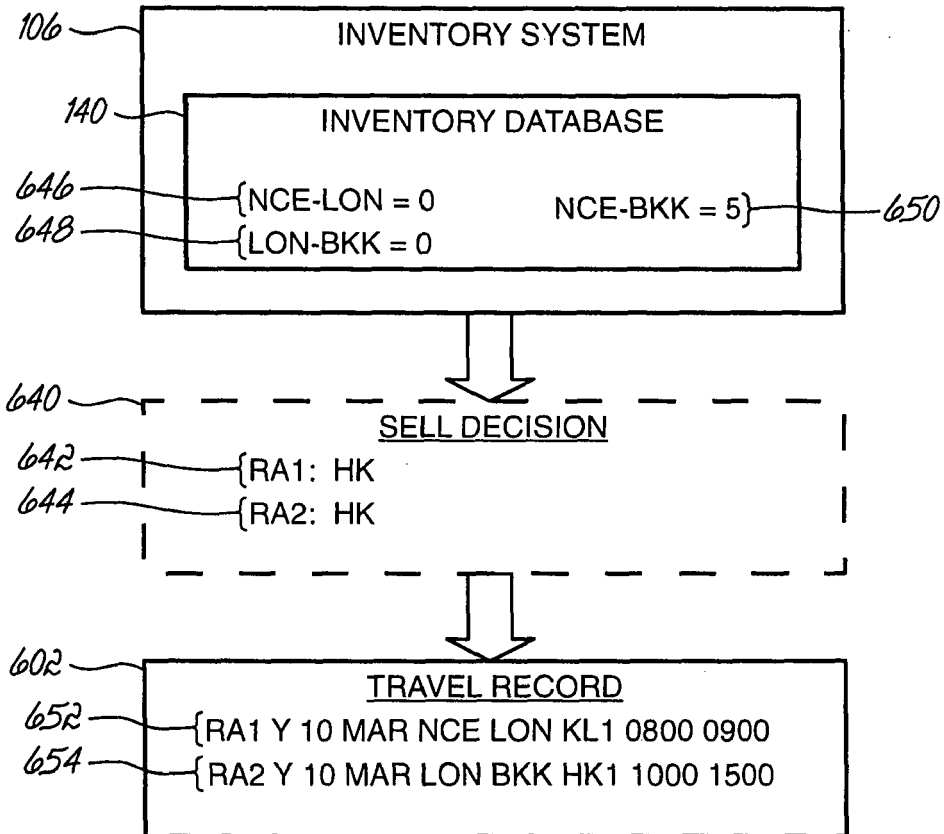 106
INVENTORY SYSTEM
140
INVENTORY DATABASE
646 {NCE-LON = 0 NCE-BKK = 5} 650
648 {LON-BKK = 0
640
SELL DECISION
642 {RA1: HK
644 {RA2: HK
602
TRAVEL RECORD
652 {RA1 Y 10 MAR NCE LON KL1 0800 0900
654 {RA2 Y 10 MAR LON BKK HK1 1000 1500